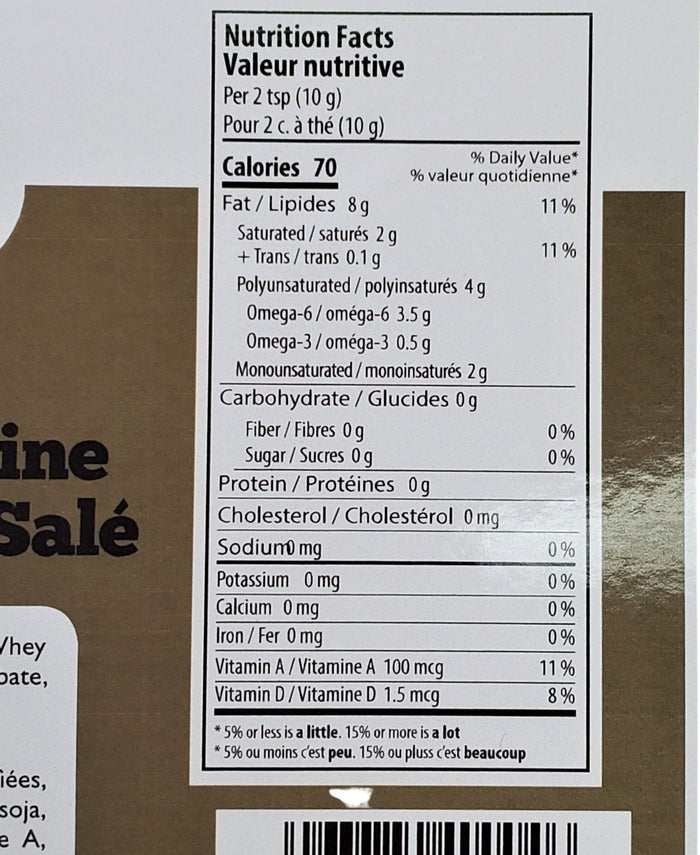 Nutrition Facts
Valeur nutritive
Per 2 tsp (10 g)
Pour 2 c. à thé (10 g)
% Daily Value*
Calories 70
% valeur quotidienne*
Fat / Lipides 8 g 11 %
Saturated / saturés 2 g
+ Trans / trans 0.1 g 11 %
Polyunsaturated / polyinsaturés 4 g
Omega-6 / oméga-6 3.5 g
Omega-3 / oméga-3 0.5 g
Monounsaturated / monoinsaturés 2 g
Carbohydrate / Glucides 0 g
Fiber / Fibres 0 g 0 %
Sugar / Sucres 0 g 0 %
Protein / Protéines 0 g
Cholesterol / Cholestérol 0 mg
Sodium0 mg 0 %
Potassium 0 mg 0 %
Calcium 0 mg 0 %
Iron / Fer 0 mg 0 %
Vitamin A / Vitamine A 100 mcg 11 %
Vitamin D / Vitamine D 1.5 mcg 8 %
* 5% or less is a little. 15% or more is a lot
* 5% ou moins c'est peu. 15% ou pluss c'est beaucoup
ine
Salé
Whey
bate,
iées,
soja,
e A,